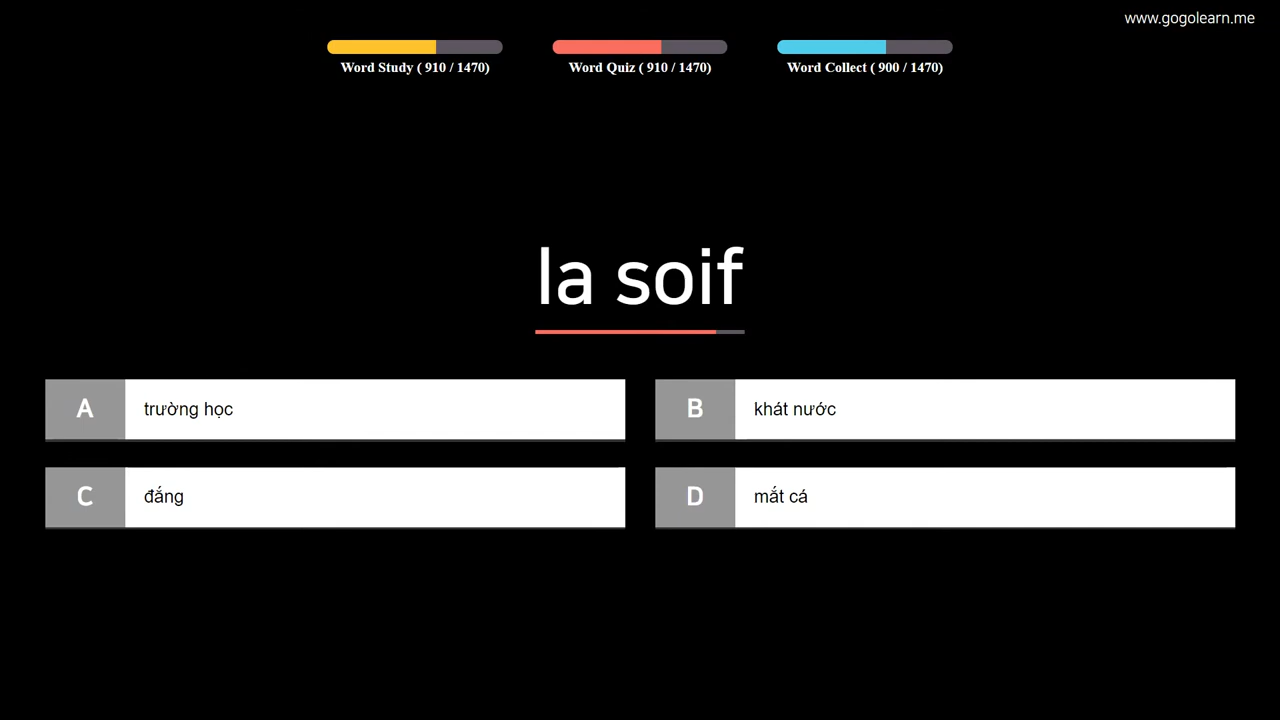 www.gogolearn.me
Word Study ( 910 / 1470)
Word Quiz ( 910 / 1470)
Word Collect ( 900 / 1470)
la soif
A trường học
B khát nước
C đắng
D mắt cá